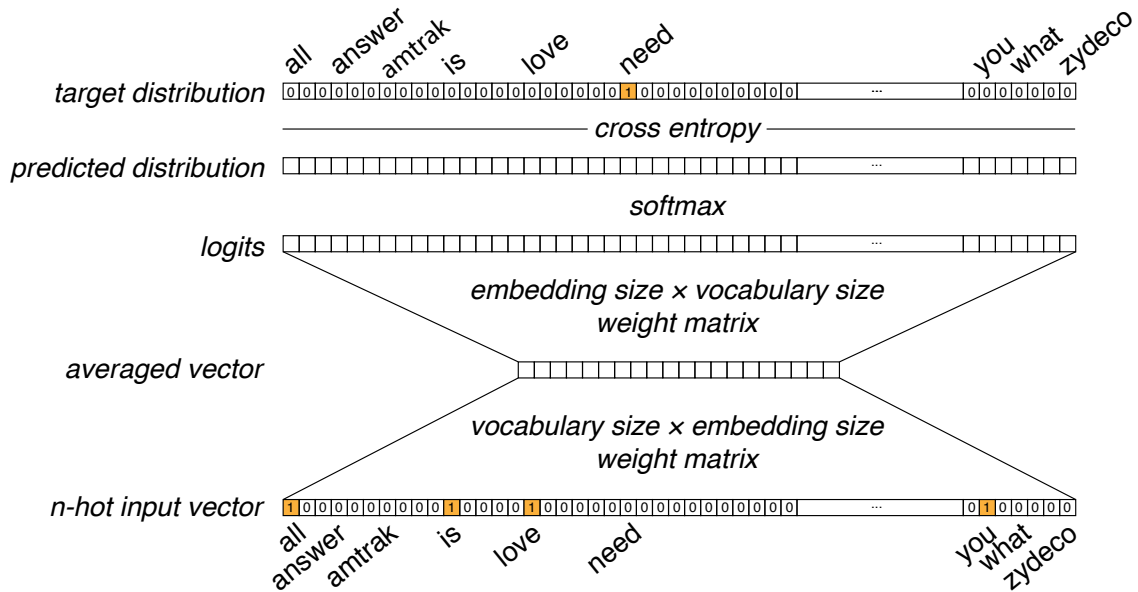 all answer amtrak is love need you what zydeco
target distribution 0 0 0 0 0 0 0 0 0 0 0 0 0 0 0 0 0 0 0 0 0 1 0 0 0 0 0 0 0 0 0 0 ... 0 0 0 0 0 0 0
cross entropy
predicted distribution ...
softmax
logits ...
embedding size × vocabulary size
weight matrix
averaged vector
vocabulary size × embedding size
weight matrix
n-hot input vector 1 0 0 0 0 0 0 0 0 0 1 0 0 0 0 1 0 0 0 0 0 0 0 0 0 0 0 0 0 0 0 0 ... 0 1 0 0 0 0 0
all answer amtrak is love need you what zydeco